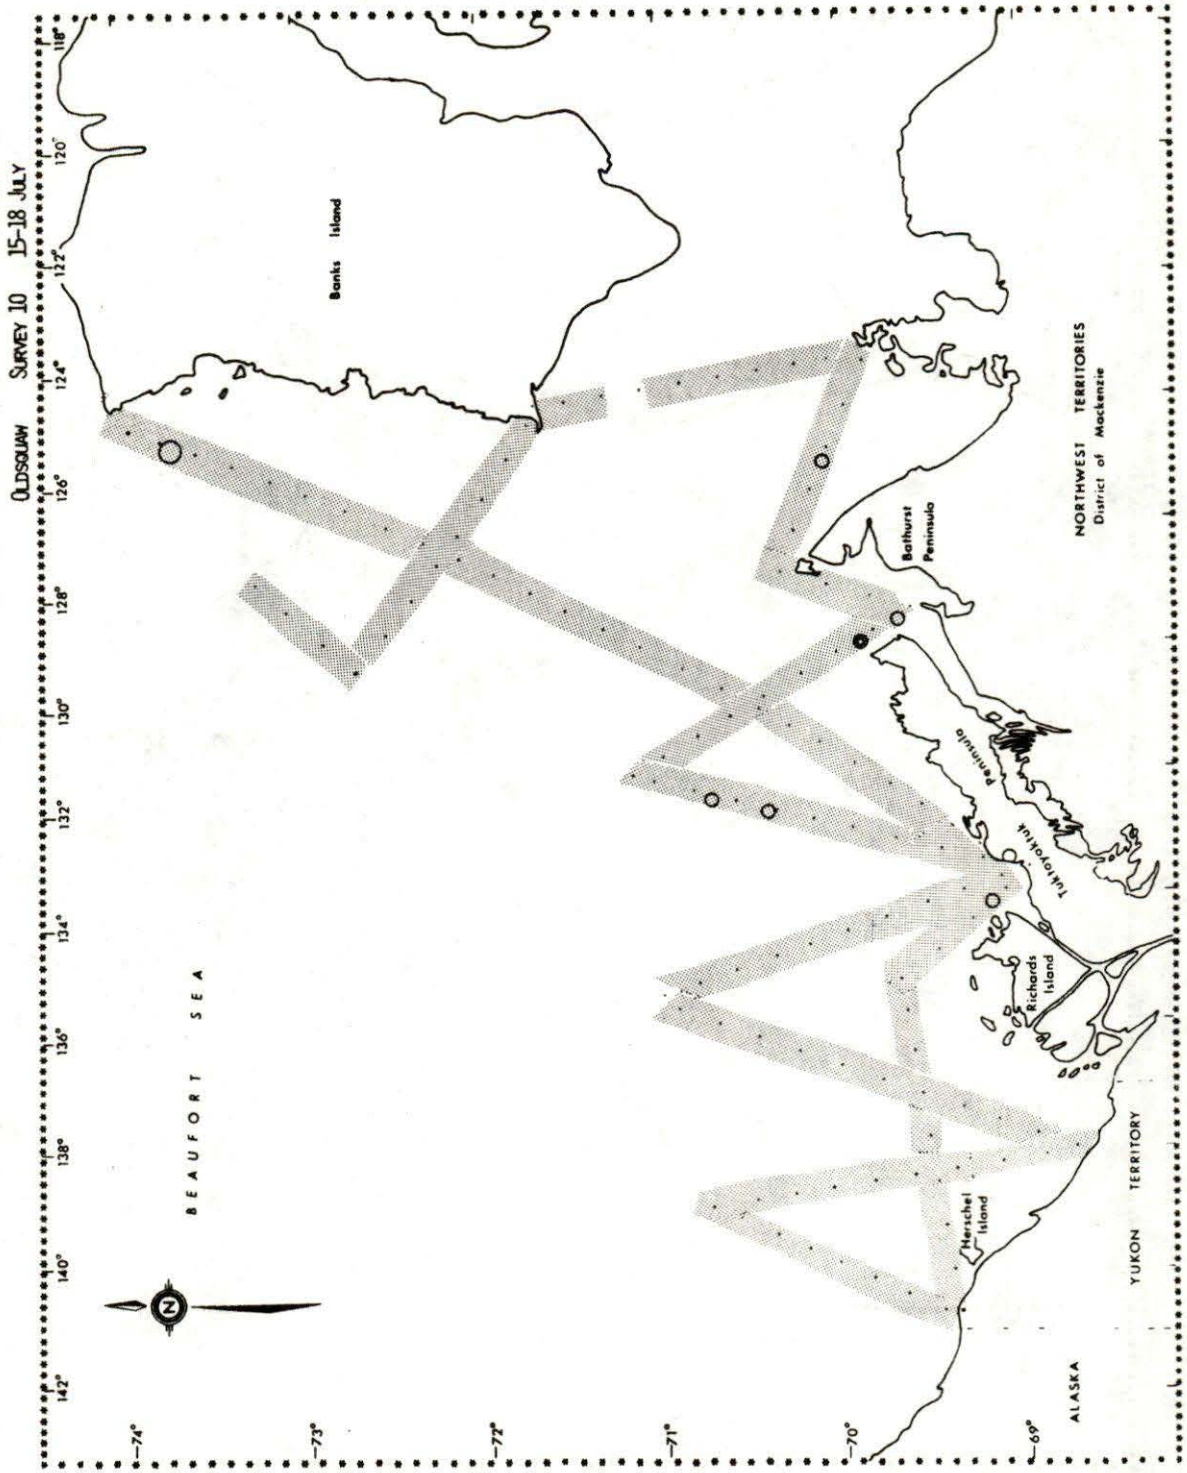 OLDSQUAW SURVEY 10 15-18 JULY
142° 140° 138° 136° 134° 132° 130° 128° 126° 124° 122° 120° 118°
-74°
-73°
-72°
-71°
-70°
-69°
BEAUFORT SEA
N
Banks Island
Bathurst
Peninsula
Tuktoyaktuk Peninsula
Richards
Island
Herschel
Island
NORTHWEST TERRITORIES
District of Mackenzie
YUKON TERRITORY
ALASKA